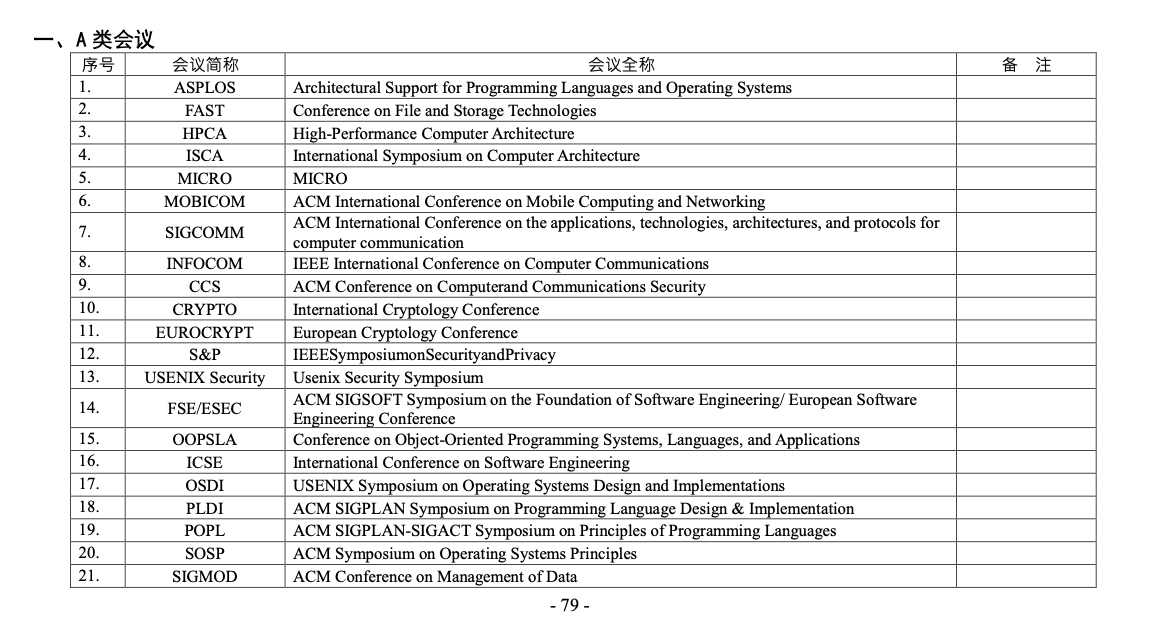 一、A 类会议
序号 会议简称 会议全称 备 注
1. ASPLOS Architectural Support for Programming Languages and Operating Systems
2. FAST Conference on File and Storage Technologies
3. HPCA High-Performance Computer Architecture
4. ISCA International Symposium on Computer Architecture
5. MICRO MICRO
6. MOBICOM ACM International Conference on Mobile Computing and Networking
7. SIGCOMM ACM International Conference on the applications, technologies, architectures, and protocols for
computer communication
8. INFOCOM IEEE International Conference on Computer Communications
9. CCS ACM Conference on Computerand Communications Security
10. CRYPTO International Cryptology Conference
11. EUROCRYPT European Cryptology Conference
12. S&P IEEESymposiumonSecurityandPrivacy
13. USENIX Security Usenix Security Symposium
14. FSE/ESEC ACM SIGSOFT Symposium on the Foundation of Software Engineering/ European Software
Engineering Conference
15. OOPSLA Conference on Object-Oriented Programming Systems, Languages, and Applications
16. ICSE International Conference on Software Engineering
17. OSDI USENIX Symposium on Operating Systems Design and Implementations
18. PLDI ACM SIGPLAN Symposium on Programming Language Design & Implementation
19. POPL ACM SIGPLAN-SIGACT Symposium on Principles of Programming Languages
20. SOSP ACM Symposium on Operating Systems Principles
21. SIGMOD ACM Conference on Management of Data
- 79 -